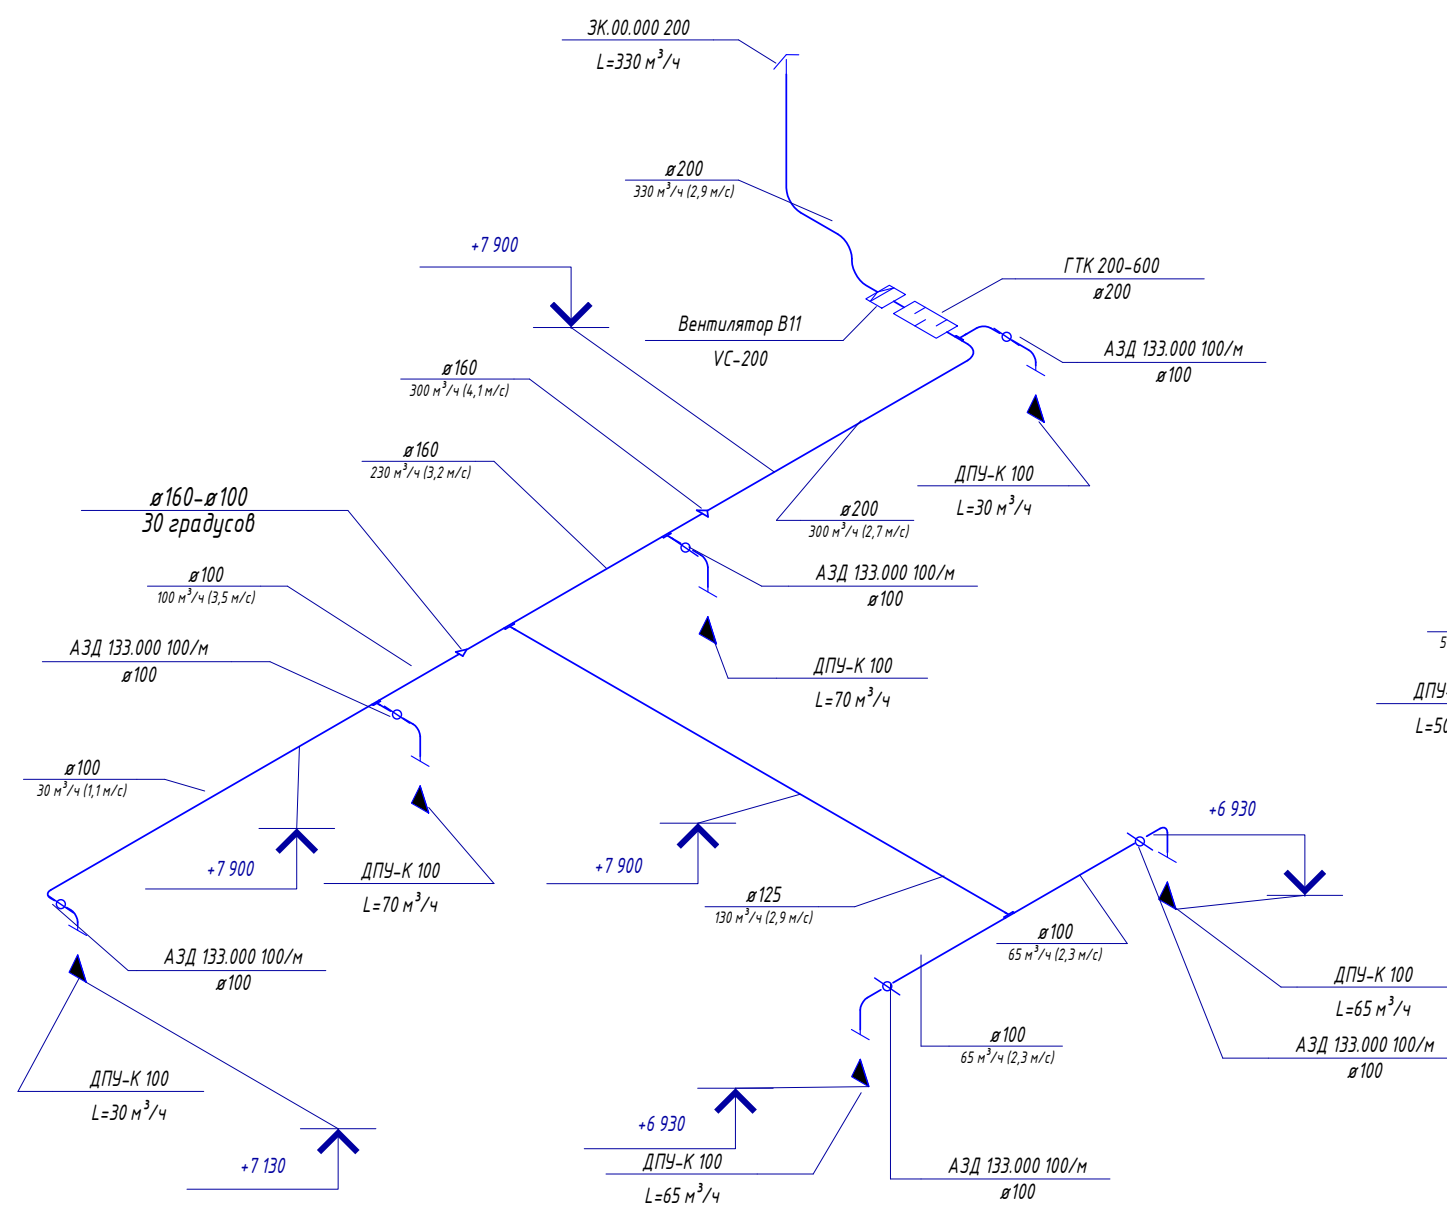 ЗК.00.000 200
L=330 м³/ч
ø200
330 м³/ч (2,9 м/с)
+7 900
ГТК 200-600
ø200
Вентилятор В11
VC-200
АЗД 133.000 100/м
ø100
ø160
300 м³/ч (4,1 м/с)
ø160
230 м³/ч (3,2 м/с)
ДПУ-К 100
L=30 м³/ч
ø160-ø100
30 градусов
ø200
300 м³/ч (2,7 м/с)
ø100
100 м³/ч (3,5 м/с)
АЗД 133.000 100/м
ø100
АЗД 133.000 100/м
ø100
5
ДПУ-К 100
L=70 м³/ч
ДПУ-
L=50
ø100
30 м³/ч (1,1 м/с)
+7 900
ДПУ-К 100
L=70 м³/ч
+7 900
+6 930
ø125
130 м³/ч (2,9 м/с)
ø100
65 м³/ч (2,3 м/с)
АЗД 133.000 100/м
ø100
ДПУ-К 100
L=65 м³/ч
ø100
65 м³/ч (2,3 м/с)
АЗД 133.000 100/м
ø100
ДПУ-К 100
L=30 м³/ч
+6 930
+7 130
ДПУ-К 100
L=65 м³/ч
АЗД 133.000 100/м
ø100